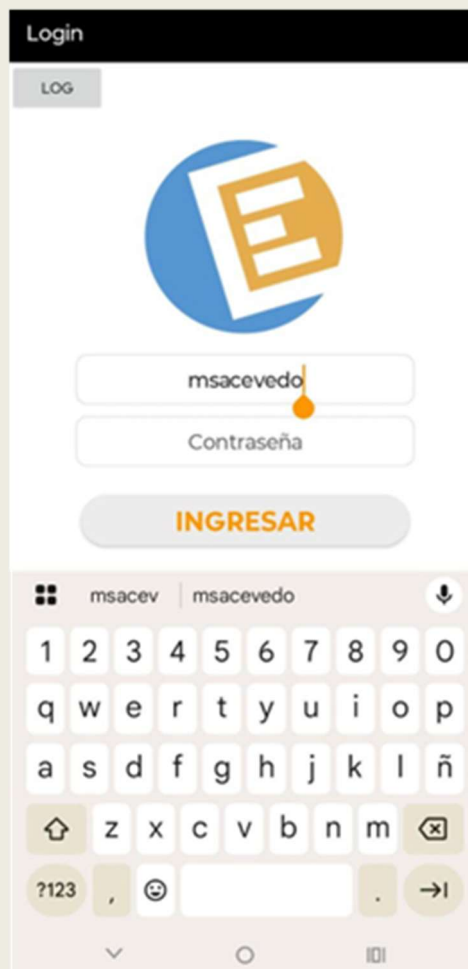 Login
LOG
E
msacevedo
Contraseña
INGRESAR
msacev msacevedo
1 2 3 4 5 6 7 8 9 0
q w e r t y u i o p
a s d f g h j k l ñ
z x c v b n m
?123 , .